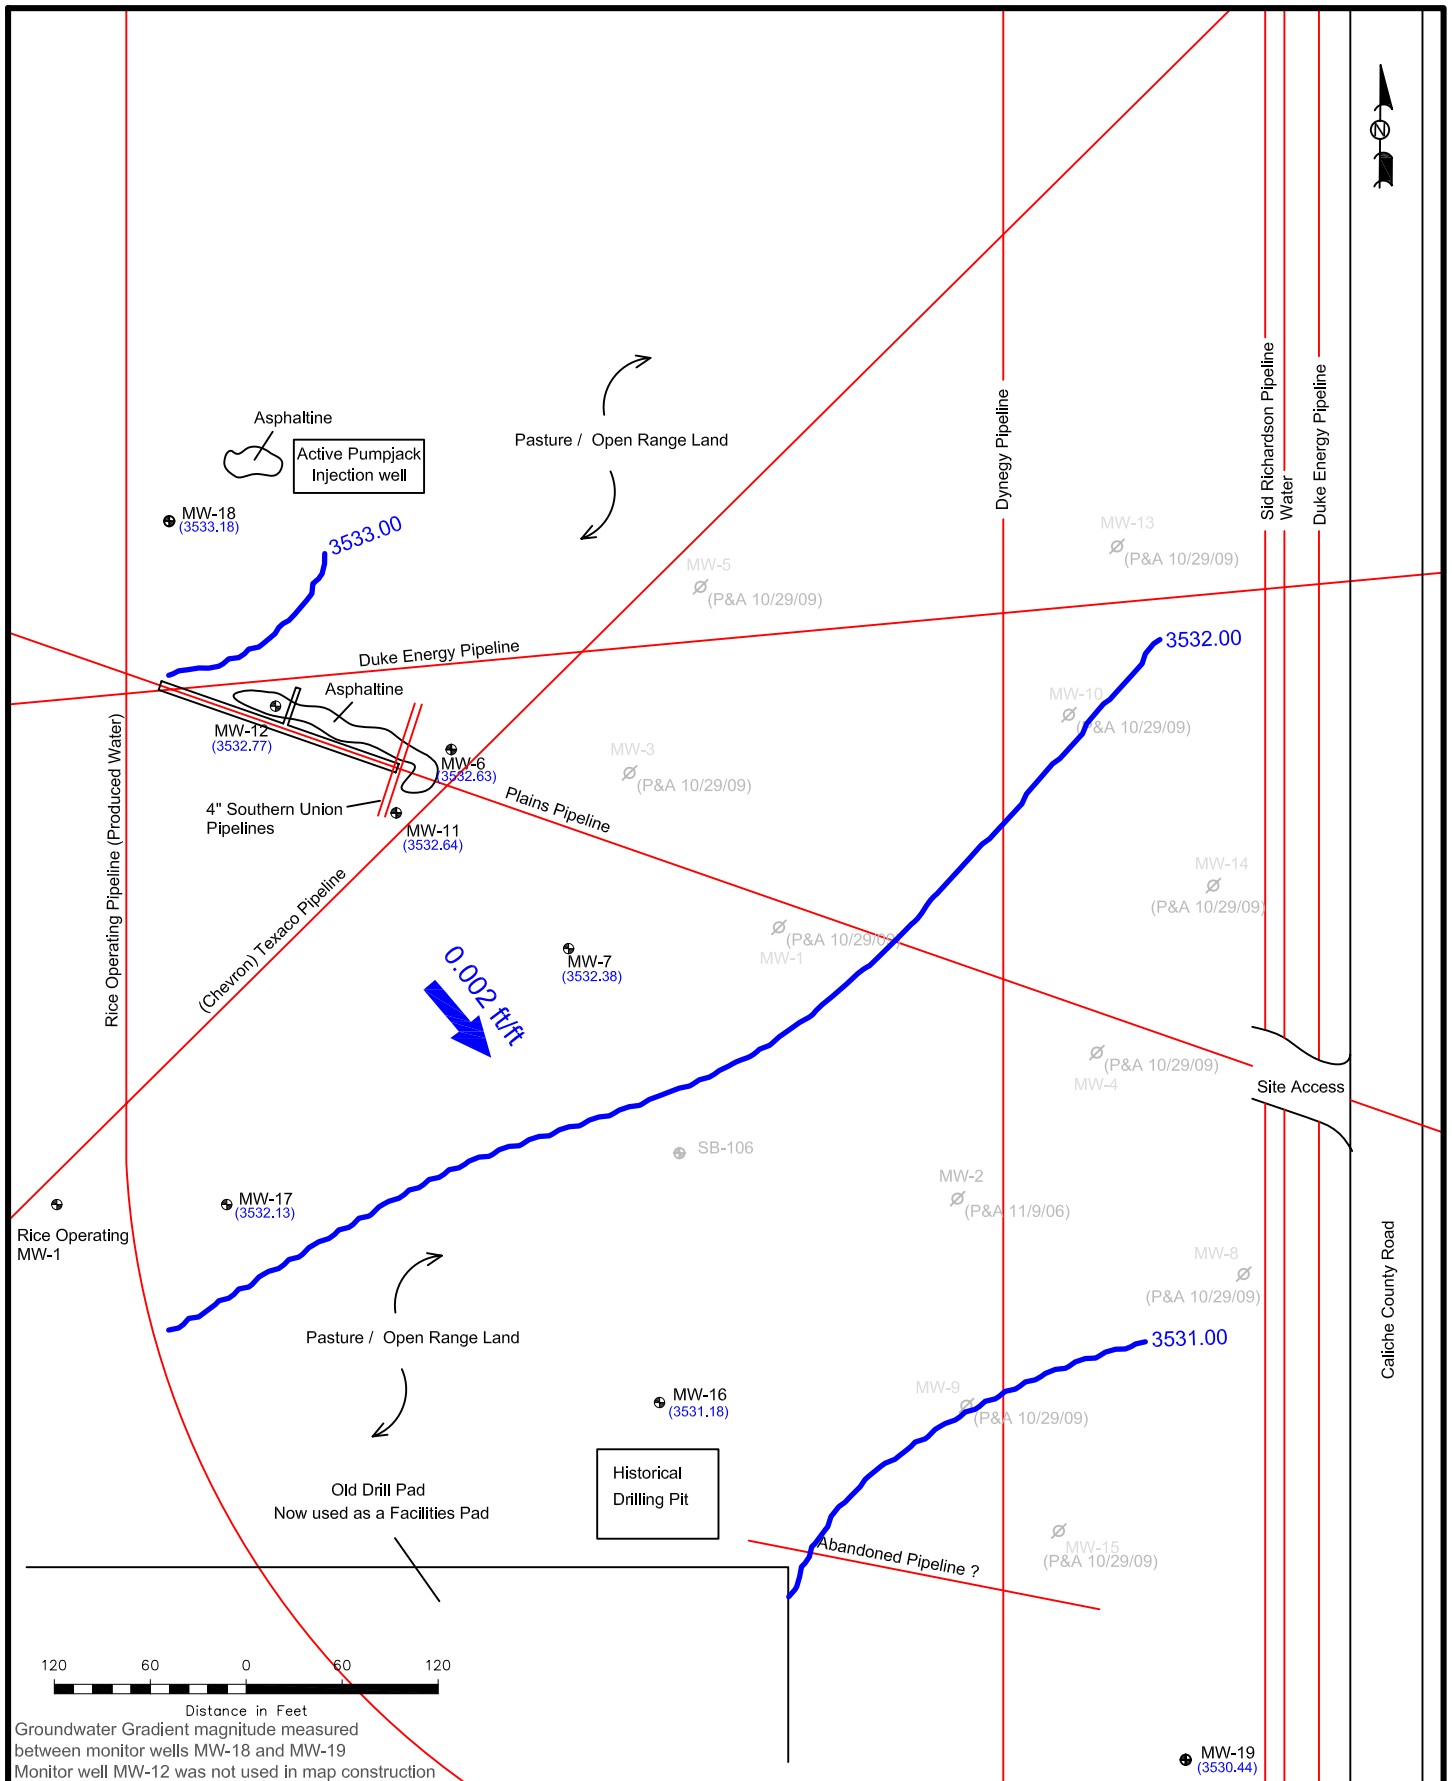 N
Asphaltine
Active Pumpjack
Injection well
Pasture / Open Range Land
Dynegy Pipeline
Sid Richardson Pipeline
Water
Duke Energy Pipeline
MW-18
(3533.18)
3533.00
MW-13
(P&A 10/29/09)
MW-5
(P&A 10/29/09)
3532.00
Duke Energy Pipeline
Asphaltine
MW-10
(P&A 10/29/09)
MW-12
(3532.77)
MW-6
(3532.63)
MW-3
(P&A 10/29/09)
Plains Pipeline
4" Southern Union
Pipelines
MW-11
(3532.64)
Rice Operating Pipeline (Produced Water)
(Chevron) Texaco Pipeline
MW-14
(P&A 10/29/09)
(P&A 10/29/09)
MW-1
MW-7
(3532.38)
0.002 ft/ft
(P&A 10/29/09)
MW-4
Site Access
SB-106
MW-2
(P&A 11/9/06)
MW-17
(3532.13)
Rice Operating
MW-1
MW-8
(P&A 10/29/09)
Caliche County Road
Pasture / Open Range Land
3531.00
MW-16
(3531.18)
MW-9
(P&A 10/29/09)
Historical
Drilling Pit
Old Drill Pad
Now used as a Facilities Pad
Abandoned Pipeline ?
MW-15
(P&A 10/29/09)
120 60 0 60 120
Distance in Feet
Groundwater Gradient magnitude measured
between monitor wells MW-18 and MW-19
Monitor well MW-12 was not used in map construction
MW-19
(3530.44)